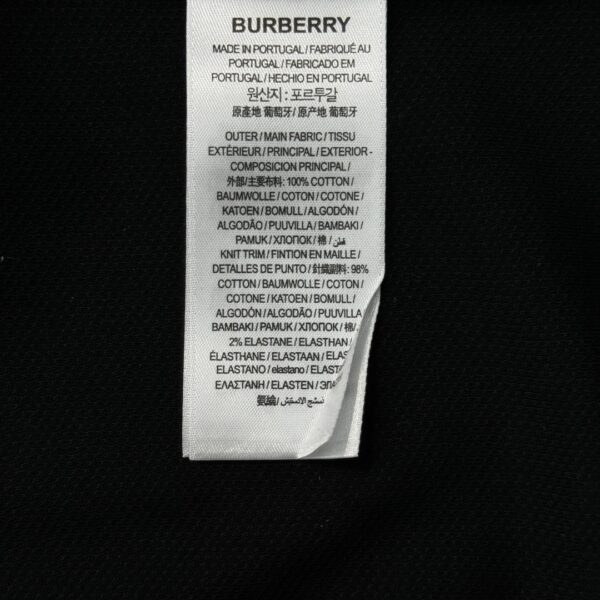 BURBERRY
MADE IN PORTUGAL / FABRIQUÉ AU
PORTUGAL / FABRICADO EM
PORTUGAL / HECHO EN PORTUGAL
원산지 : 포르투갈
原產地 葡萄牙 / 原产地 葡萄牙
OUTER / MAIN FABRIC / TISSU
EXTÉRIEUR / PRINCIPAL / EXTERIOR -
COMPOSICION PRINCIPAL /
外部/主要布料: 100% COTTON /
BAUMWOLLE / COTON / COTONE /
KATOEN / BOMULL / ALGODÓN /
ALGODÃO / PUUVILLA / BAMBAKI /
PAMUK / ХЛОПОК / 棉 / قطن
KNIT TRIM / FINTION EN MAILLE /
DETALLES DE PUNTO / 針織副料: 98%
COTTON / BAUMWOLLE / COTON /
COTONE / KATOEN / BOMULL /
ALGODÓN / ALGODÃO / PUUVILLA
BAMBAKI / PAMUK / ХЛОПОК / 棉/
2% ELASTANE / ELASTHAN /
ÉLASTHANE / ELASTAAN /
ELASTANO / elastano / ELASTAN
ΕΛΑΣΤΑΝΗ / ELASTEN /
氨綸/